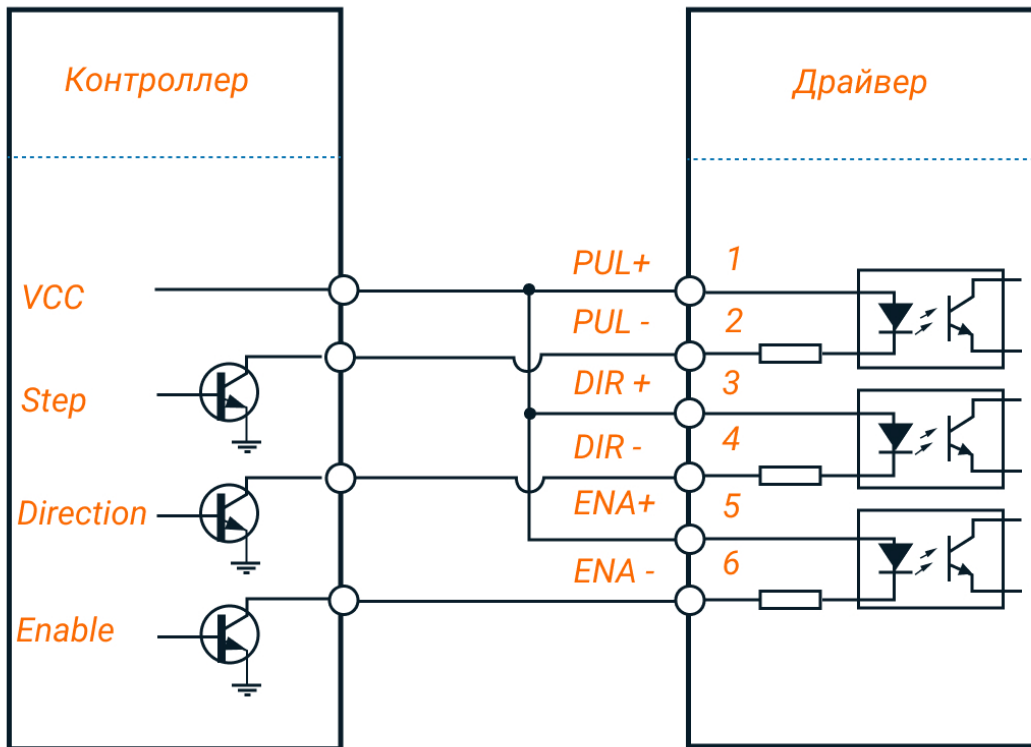 Контроллер
Драйвер
VCC
Step
Direction
Enable
PUL+
PUL -
DIR +
DIR -
ENA+
ENA -
1
2
3
4
5
6